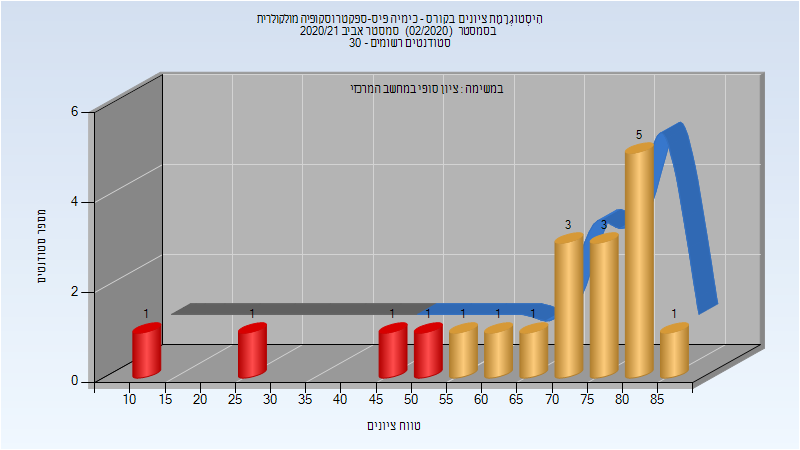 היסטוגרמת ציונים בקורס - כימיה פיס-ספקטרוסקופיה מולקולרית
בסמסטר (02/2020) סמסטר אביב 2020/21
סטודנטים רשומים - 30
במשימה : ציון סופי במחשב המרכזי
מספר סטודנטים
6
4
2
0
1 1 1 1 1 1 1 3 3 5 1
10 15 20 25 30 35 40 45 50 55 60 65 70 75 80 85
טווח ציונים